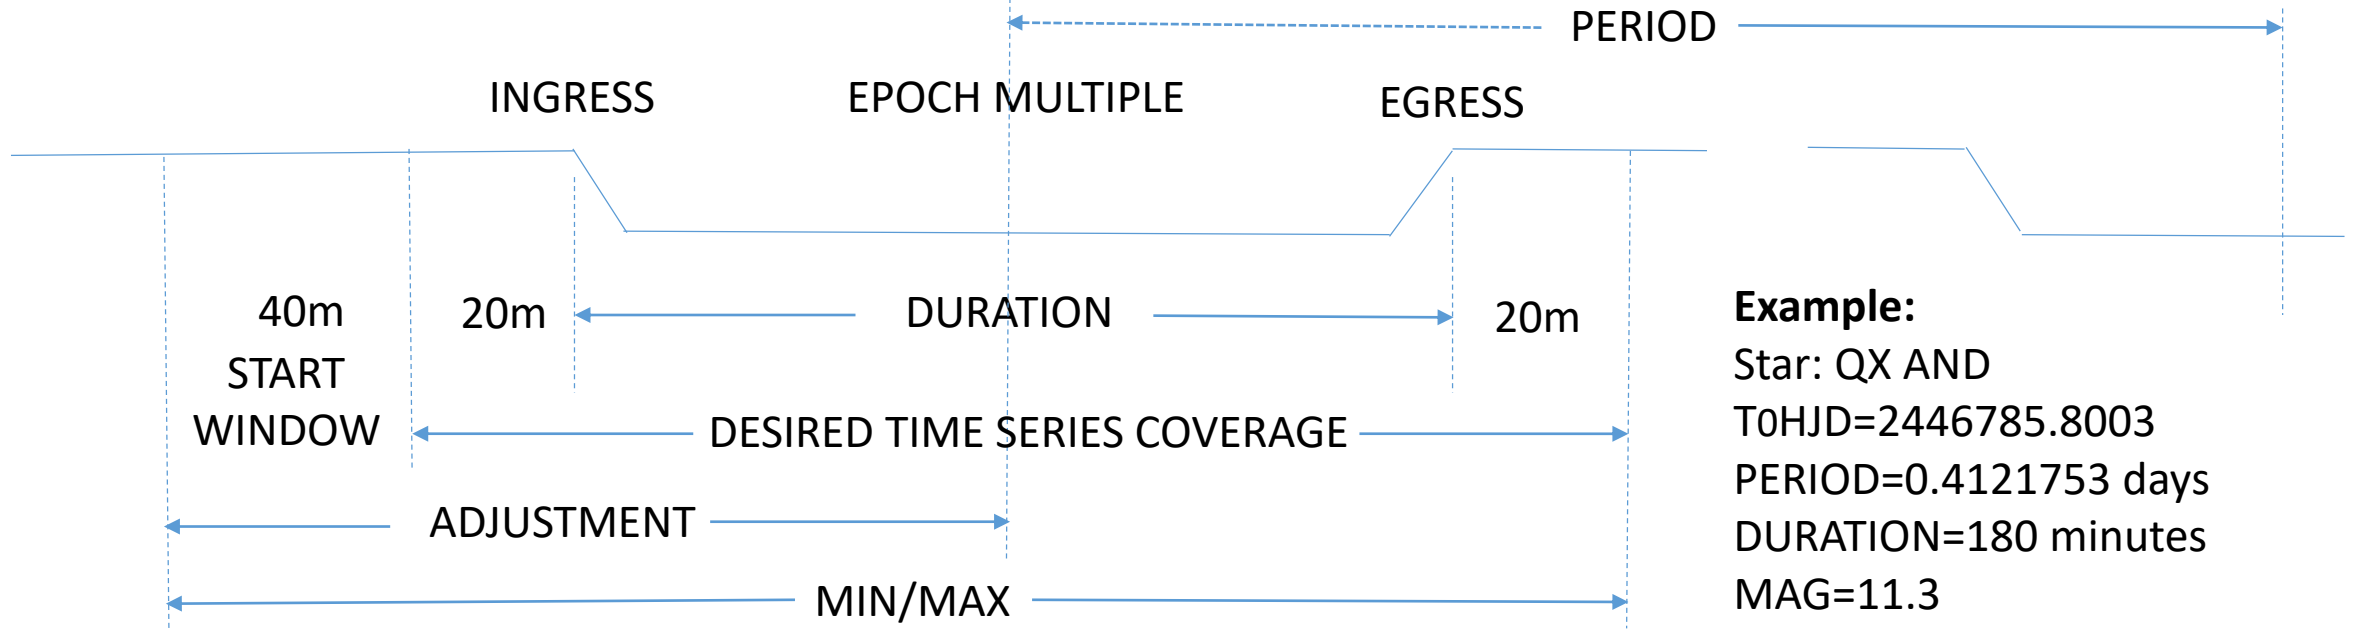 PERIOD
INGRESS
EPOCH MULTIPLE
EGRESS
40m
START
WINDOW
20m
DURATION
20m
DESIRED TIME SERIES COVERAGE
ADJUSTMENT
MIN/MAX
Example:
Star: QX AND
T0HJD=2446785.8003
PERIOD=0.4121753 days
DURATION=180 minutes
MAG=11.3